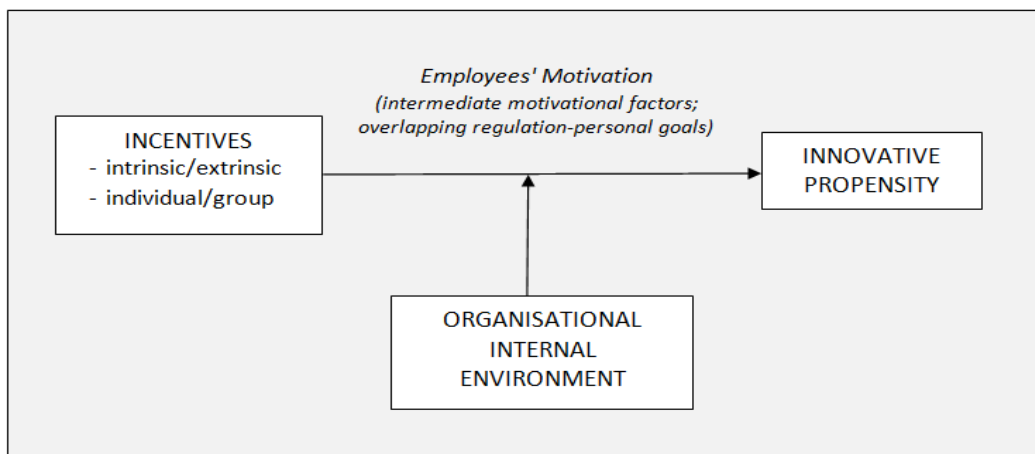 Employees' Motivation
(intermediate motivational factors;
overlapping regulation-personal goals)
INCENTIVES
- intrinsic/extrinsic
- individual/group
INNOVATIVE
PROPENSITY
ORGANISATIONAL
INTERNAL
ENVIRONMENT